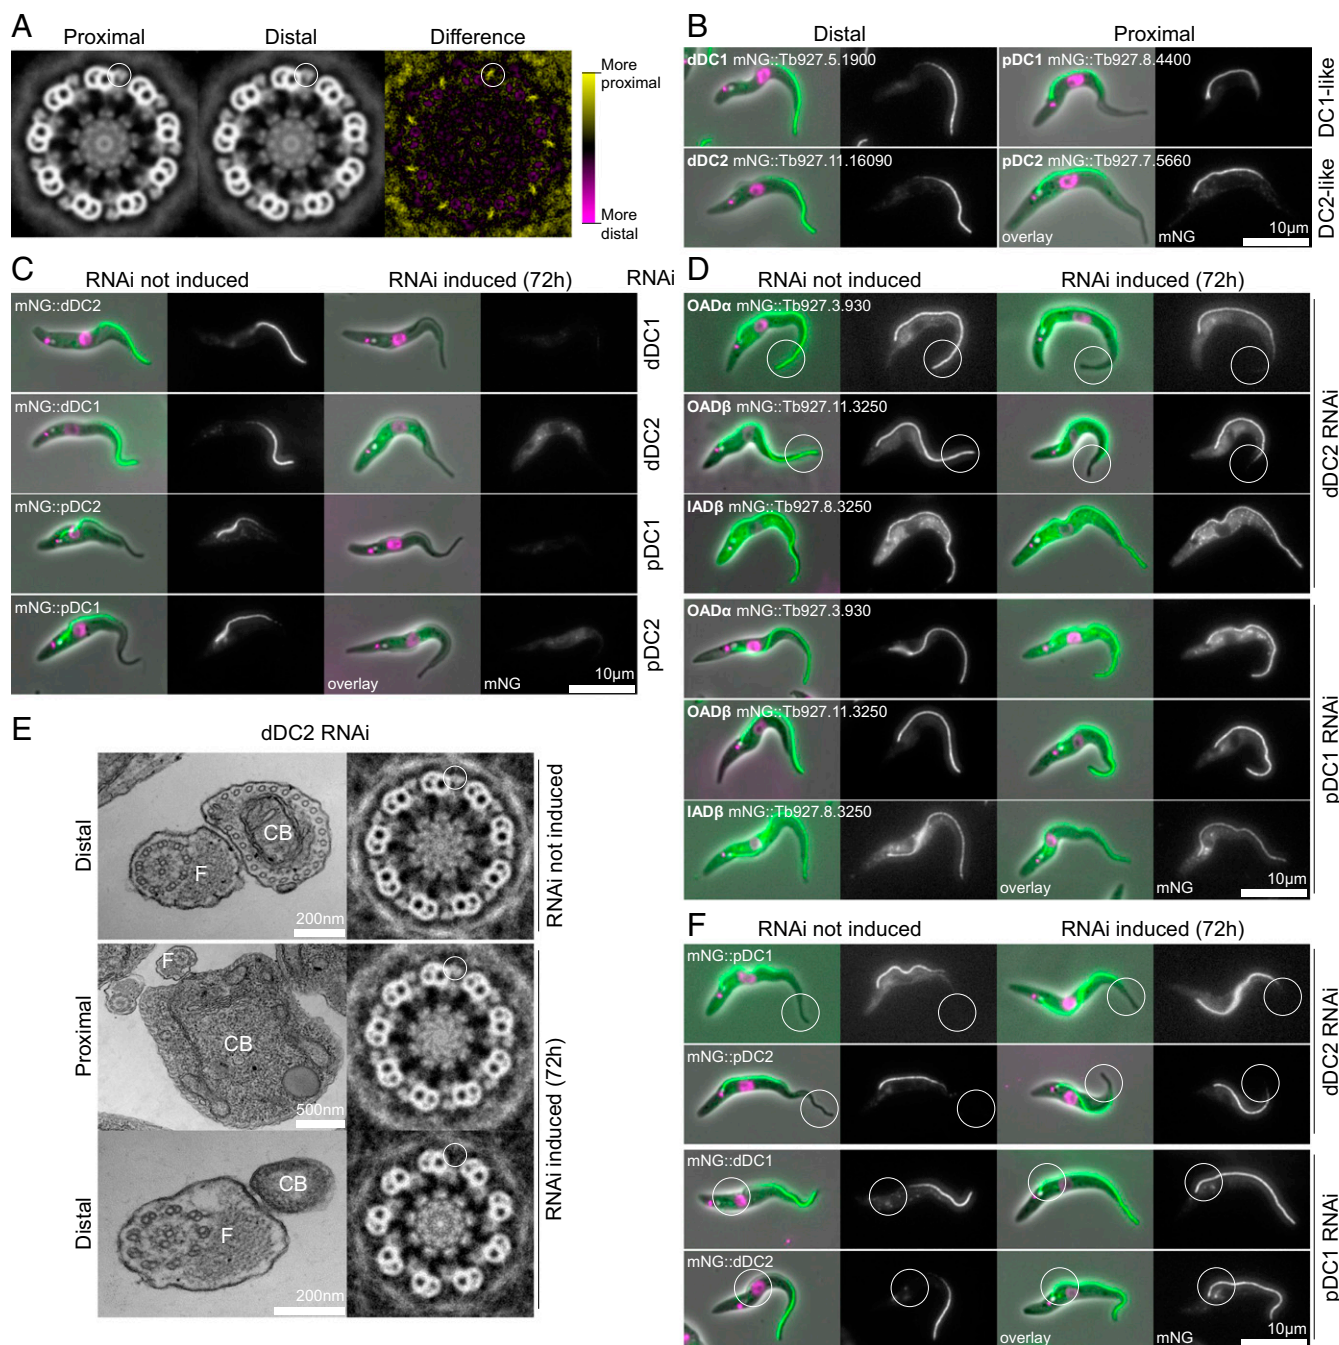 A
Proximal
Distal
Difference
More
proximal
More
distal
B
Distal
Proximal
dDC1 mNG::Tb927.5.1900
pDC1 mNG::Tb927.8.4400
DC1-like
dDC2 mNG::Tb927.11.16090
pDC2 mNG::Tb927.7.5660
overlay
mNG
10µm
DC2-like
C
RNAi not induced
RNAi induced (72h)
RNAi
mNG::dDC2
dDC1
mNG::dDC1
dDC2
mNG::pDC2
pDC1
mNG::pDC1
overlay
mNG
10µm
pDC2
D
RNAi not induced
RNAi induced (72h)
OADα mNG::Tb927.3.930
OADβ mNG::Tb927.11.3250
IADβ mNG::Tb927.8.3250
dDC2 RNAi
OADα mNG::Tb927.3.930
OADβ mNG::Tb927.11.3250
IADβ mNG::Tb927.8.3250
overlay
mNG
10µm
pDC1 RNAi
E
dDC2 RNAi
Distal
CB
F
200nm
RNAi not induced
Proximal
F
CB
500nm
Distal
CB
F
200nm
RNAi induced (72h)
F
RNAi not induced
RNAi induced (72h)
mNG::pDC1
mNG::pDC2
dDC2 RNAi
mNG::dDC1
mNG::dDC2
overlay
mNG
10µm
pDC1 RNAi